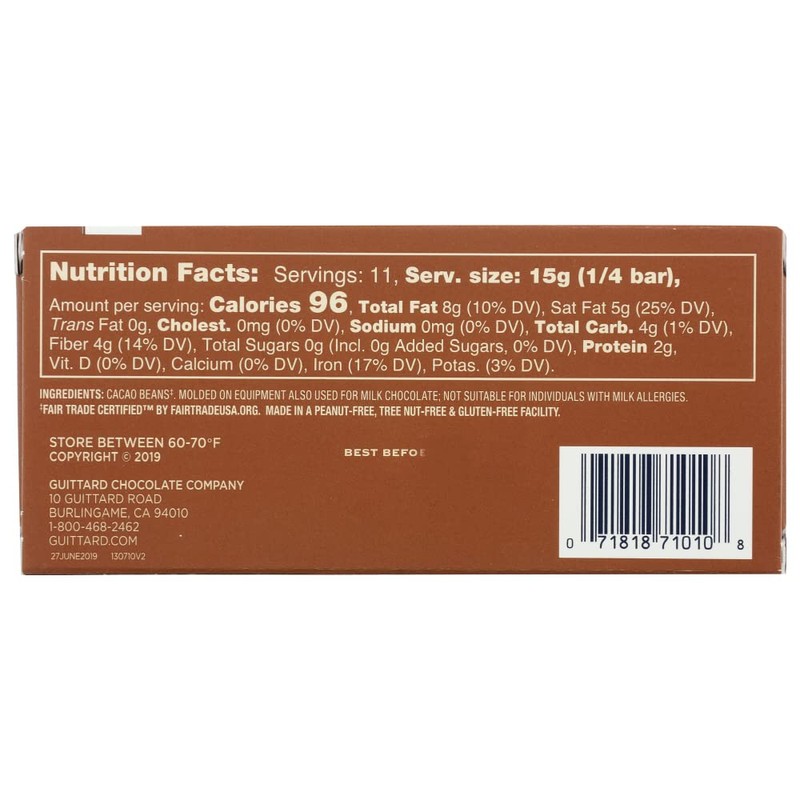 Nutrition Facts: Servings: 11, Serv. size: 15g (1/4 bar),
Amount per serving: Calories 96, Total Fat 8g (10% DV), Sat Fat 5g (25% DV),
Trans Fat 0g, Cholest. 0mg (0% DV), Sodium 0mg (0% DV), Total Carb. 4g (1% DV),
Fiber 4g (14% DV), Total Sugars 0g (Incl. 0g Added Sugars, 0% DV), Protein 2g,
Vit. D (0% DV), Calcium (0% DV), Iron (17% DV), Potas. (3% DV).
INGREDIENTS: CACAO BEANS‡. MOLDED ON EQUIPMENT ALSO USED FOR MILK CHOCOLATE; NOT SUITABLE FOR INDIVIDUALS WITH MILK ALLERGIES.
‡FAIR TRADE CERTIFIED™ BY FAIRTRADEUSA.ORG. MADE IN A PEANUT-FREE, TREE NUT-FREE & GLUTEN-FREE FACILITY.
STORE BETWEEN 60-70°F
COPYRIGHT © 2019
BEST BEFO
GUITTARD CHOCOLATE COMPANY
10 GUITTARD ROAD
BURLINGAME, CA 94010
1-800-468-2462
GUITTARD.COM
27JUNE2019 130710V2
0 71818 71010 8